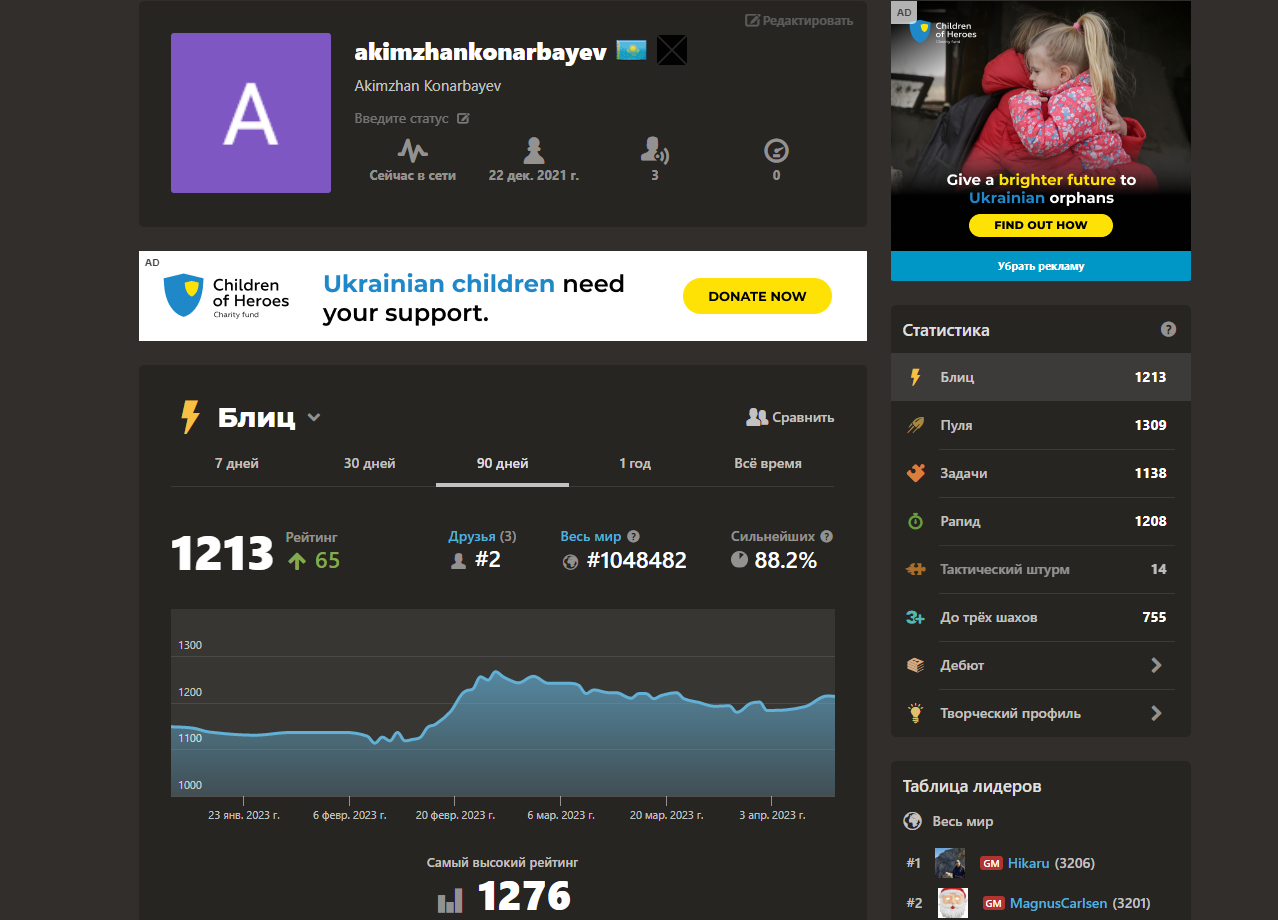 Редактировать
akimzhankonarbayev
A
Akimzhan Konarbayev
Введите статус
Сейчас в сети
22 дек. 2021 г.
3
0
AD
Children
of Heroes
Charity fund
Ukrainian children need
your support.
DONATE NOW
Блиц
Сравнить
7 дней
30 дней
90 дней
1 год
Всё время
1213
Рейтинг
65
Друзья (3)
#2
Весь мир ?
#1048482
Сильнейших ?
88.2%
1300
1200
1100
1000
23 янв. 2023 г.
6 февр. 2023 г.
20 февр. 2023 г.
6 мар. 2023 г.
20 мар. 2023 г.
3 апр. 2023 г.
Самый высокий рейтинг
1276
AD
Children
of Heroes
Charity fund
Give a brighter future to
Ukrainian orphans
FIND OUT HOW
Убрать рекламу
Статистика ?
Блиц 1213
Пуля 1309
Задачи 1138
Рапид 1208
Тактический штурм 14
3+ До трёх шахов 755
Дебют
Творческий профиль
Таблица лидеров
Весь мир
#1 GM Hikaru (3206)
#2 GM MagnusCarlsen (3201)